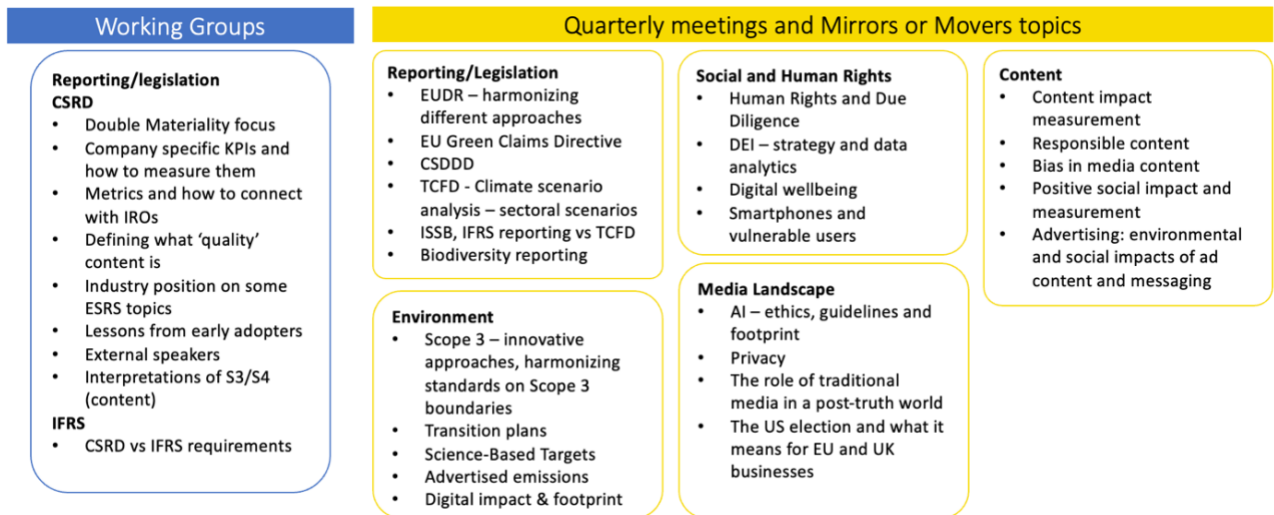 Working Groups
Reporting/legislation
CSRD
• Double Materiality focus
• Company specific KPIs and
how to measure them
• Metrics and how to connect
with IROs
• Defining what ‘quality’
content is
• Industry position on some
ESRS topics
• Lessons from early adopters
• External speakers
• Interpretations of S3/S4
(content)
IFRS
• CSRD vs IFRS requirements
Quarterly meetings and Mirrors or Movers topics
Reporting/Legislation
• EUDR – harmonizing
different approaches
• EU Green Claims Directive
• CSDDD
• TCFD - Climate scenario
analysis – sectoral scenarios
• ISSB, IFRS reporting vs TCFD
• Biodiversity reporting
Environment
• Scope 3 – innovative
approaches, harmonizing
standards on Scope 3
boundaries
• Transition plans
• Science-Based Targets
• Advertised emissions
• Digital impact & footprint
Social and Human Rights
• Human Rights and Due
Diligence
• DEI – strategy and data
analytics
• Digital wellbeing
• Smartphones and
vulnerable users
Media Landscape
• AI – ethics, guidelines and
footprint
• Privacy
• The role of traditional
media in a post-truth world
• The US election and what it
means for EU and UK
businesses
Content
• Content impact
measurement
• Responsible content
• Bias in media content
• Positive social impact and
measurement
• Advertising: environmental
and social impacts of ad
content and messaging